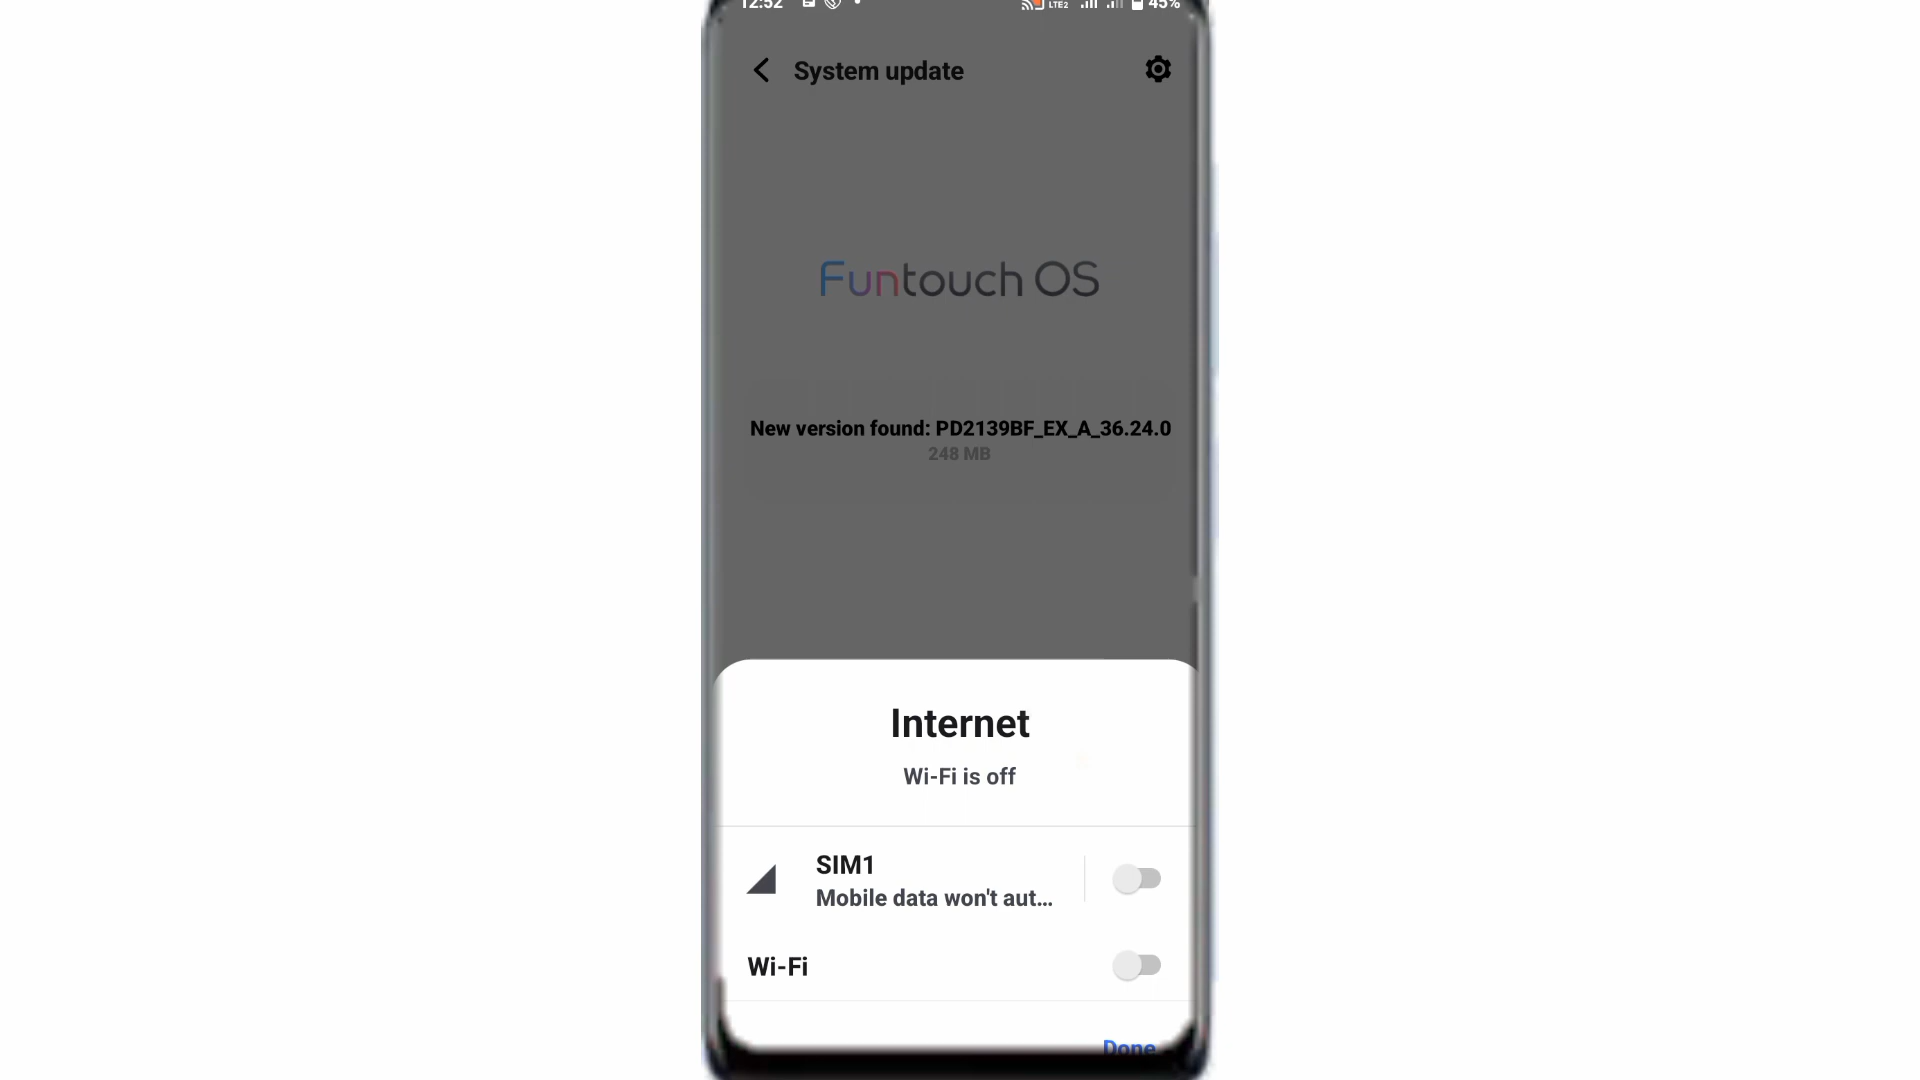 12:52 LTE2 45%
System update
Funtouch OS
New version found: PD2139BF_EX_A_36.24.0
248 MB
Internet
Wi-Fi is off
SIM1
Mobile data won't aut...
Wi-Fi
Done